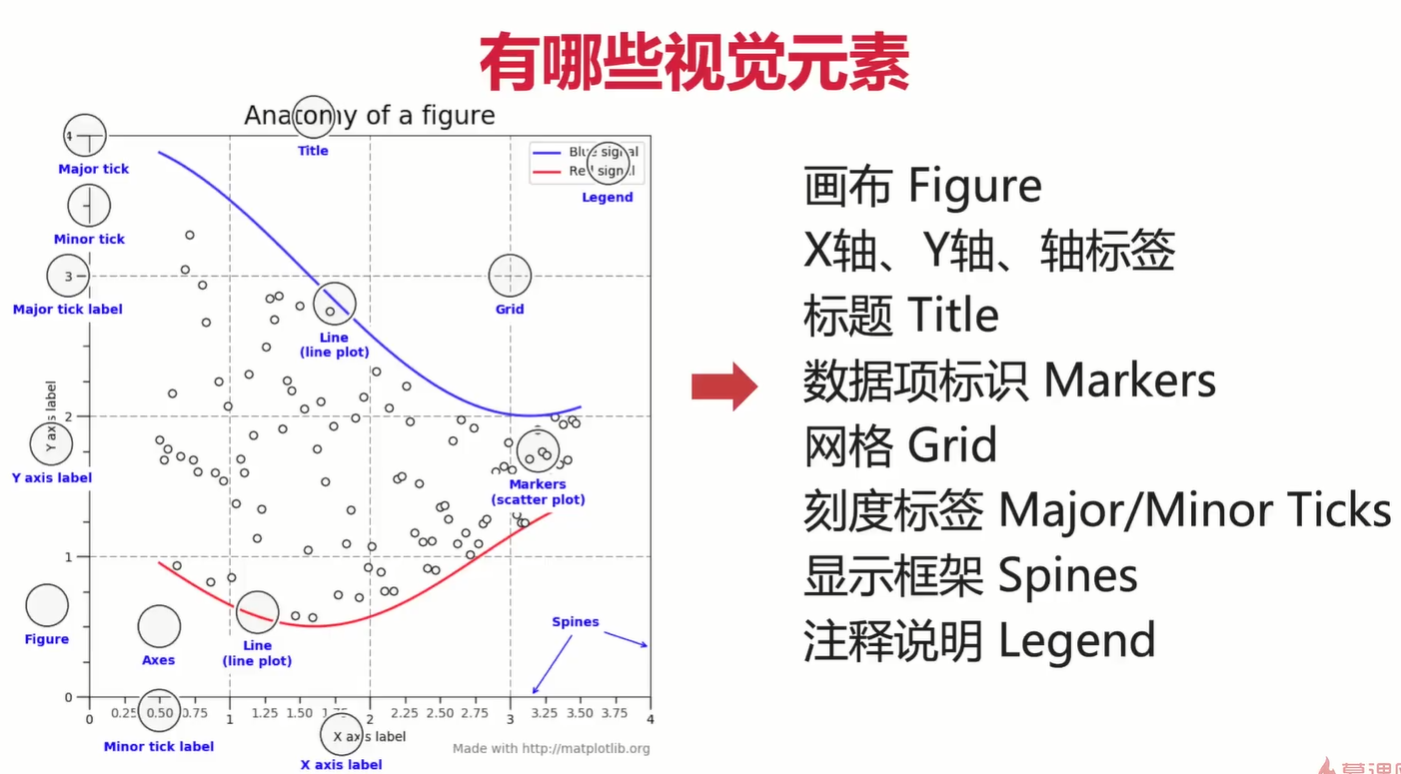 有哪些视觉元素
Anatomy of a figure
Title
4
Major tick
Blue signal
Red signal
Legend
Minor tick
3
Major tick label
Grid
Line
(line plot)
2
Y axis label
Y axis label
Markers
(scatter plot)
1
Figure
Axes
Line
(line plot)
Spines
0
0 0.25 0.50 0.75 1 1.25 1.50 1.75 2 2.25 2.50 2.75 3 3.25 3.50 3.75 4
Minor tick label
X axis label
X axis label
Made with http://matplotlib.org
画布 Figure
X轴、Y轴、轴标签
标题 Title
数据项标识 Markers
网格 Grid
刻度标签 Major/Minor Ticks
显示框架 Spines
注释说明 Legend